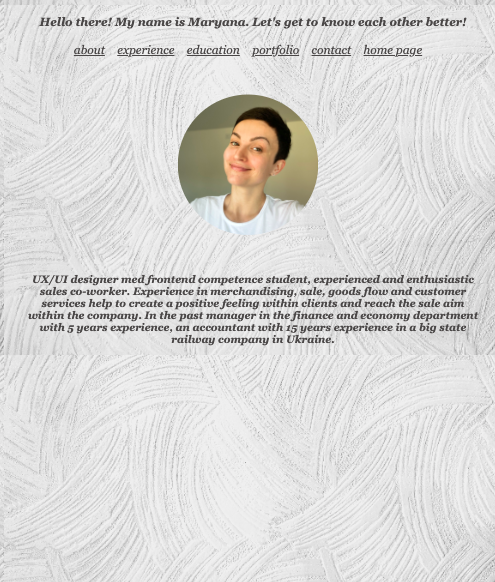 Hello there! My name is Maryana. Let's get to know each other better!
about experience education portfolio contact home page
UX/UI designer med frontend competence student, experienced and enthusiastic
sales co-worker. Experience in merchandising, sale, goods flow and customer
services help to create a positive feeling within clients and reach the sale aim
within the company. In the past manager in the finance and economy department
with 5 years experience, an accountant with 15 years experience in a big state
railway company in Ukraine.